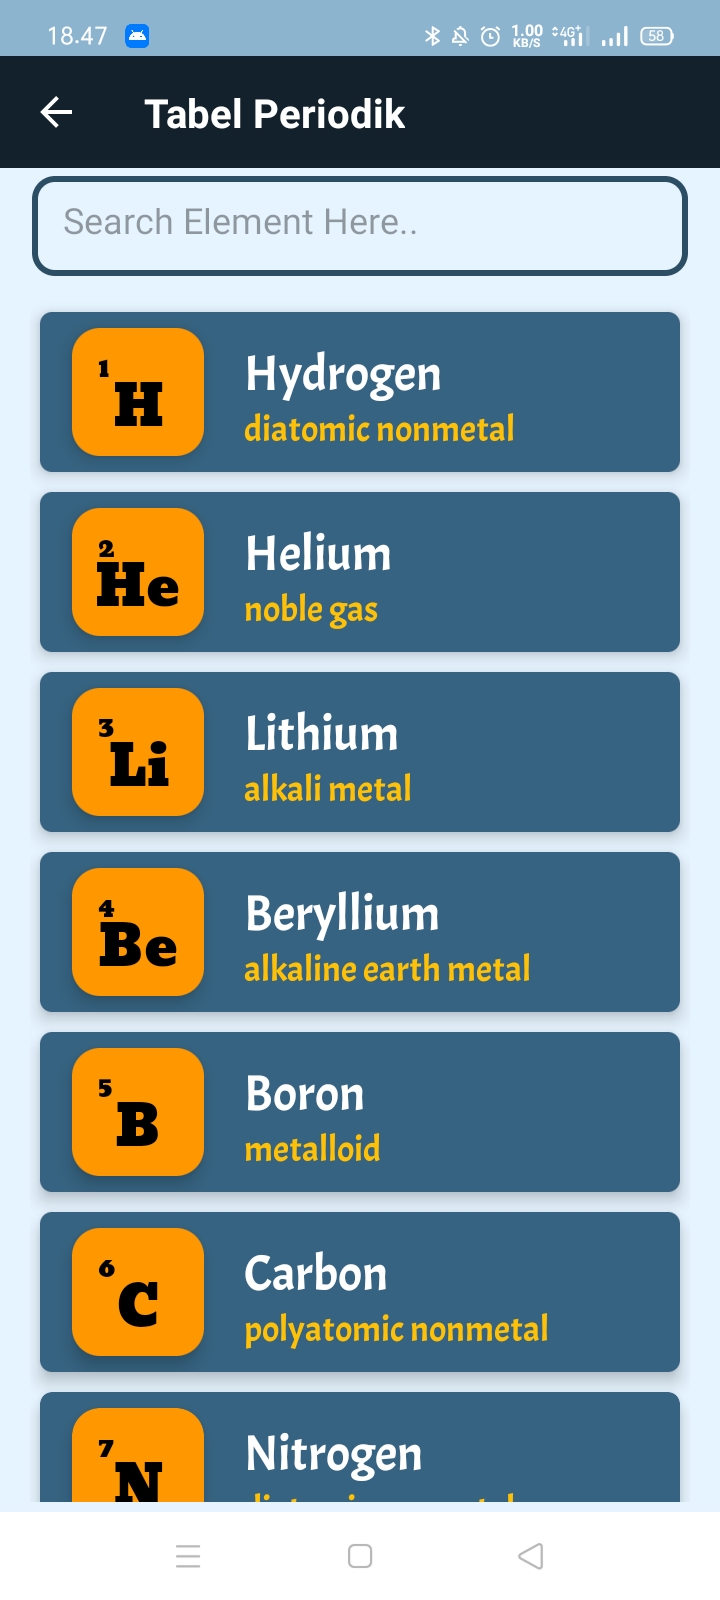 18.47 1.00 KB/S 4G+ 58
Tabel Periodik
Search Element Here..
1
H
Hydrogen
diatomic nonmetal
2
He
Helium
noble gas
3
Li
Lithium
alkali metal
4
Be
Beryllium
alkaline earth metal
5
B
Boron
metalloid
6
C
Carbon
polyatomic nonmetal
7
N
Nitrogen